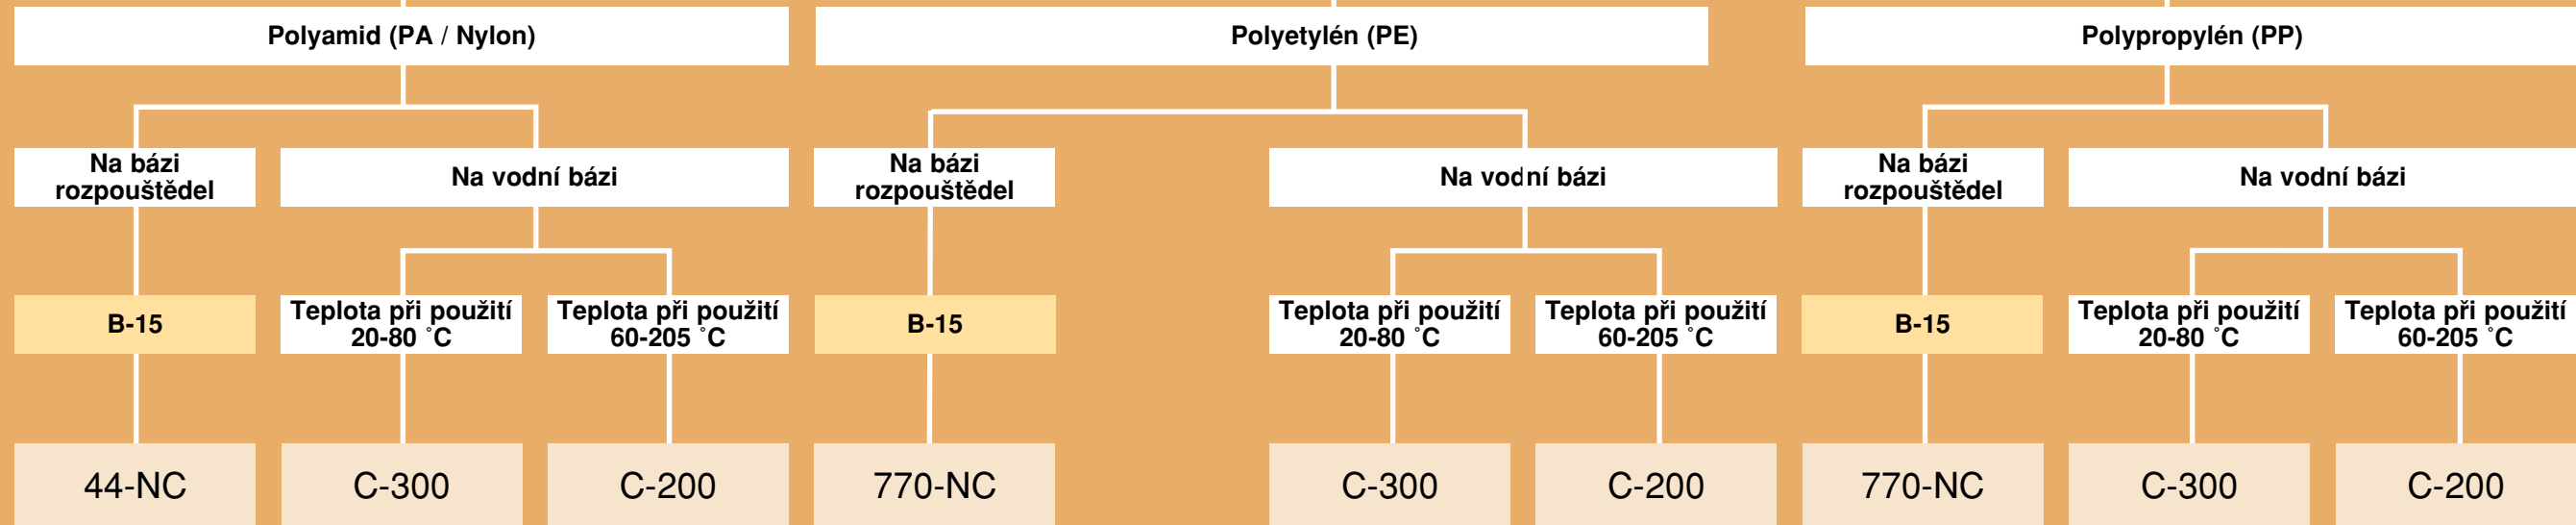 Polyamid (PA / Nylon)
Polyetylén (PE)
Polypropylén (PP)
Na bázi
rozpouštědel
Na vodní bázi
Na bázi
rozpouštědel
Na vodní bázi
Na bázi
rozpouštědel
Na vodní bázi
B-15
Teplota při použití
20-80 ˚C
Teplota při použití
60-205 ˚C
B-15
Teplota při použití
20-80 ˚C
Teplota při použití
60-205 ˚C
B-15
Teplota při použití
20-80 ˚C
Teplota při použití
60-205 ˚C
44-NC
C-300
C-200
770-NC
C-300
C-200
770-NC
C-300
C-200